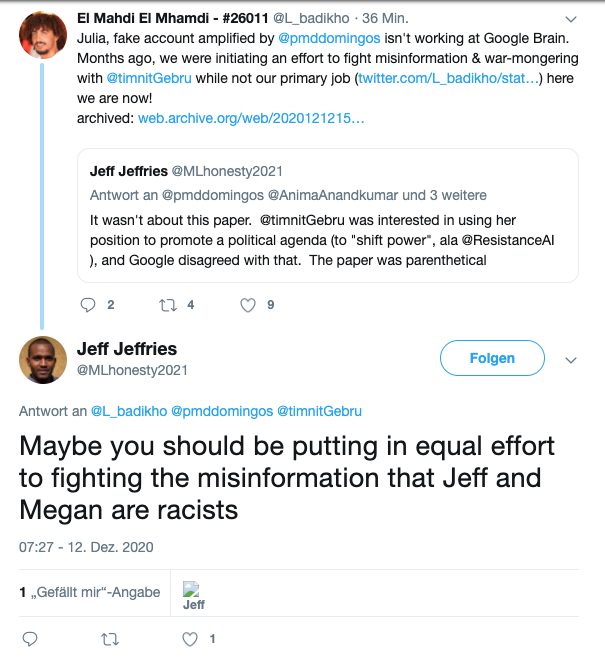 El Mahdi El Mhamdi - #26011 @L_badikho · 36 Min.
Julia, fake account amplified by @pmddomingos isn't working at Google Brain.
Months ago, we were initiating an effort to fight misinformation & war-mongering
with @timnitGebru while not our primary job (twitter.com/L_badikho/stat...) here
we are now!
archived: web.archive.org/web/2020121215...
Jeff Jeffries @MLhonesty2021
Antwort an @pmddomingos @AnimaAnandkumar und 3 weitere
It wasn't about this paper. @timnitGebru was interested in using her
position to promote a political agenda (to "shift power", ala @ResistanceAI
), and Google disagreed with that. The paper was parenthetical
2 4 9
Jeff Jeffries
@MLhonesty2021
Folgen
Antwort an @L_badikho @pmddomingos @timnitGebru
Maybe you should be putting in equal effort
to fighting the misinformation that Jeff and
Megan are racists
07:27 - 12. Dez. 2020
1 „Gefällt mir“-Angabe
Jeff
1